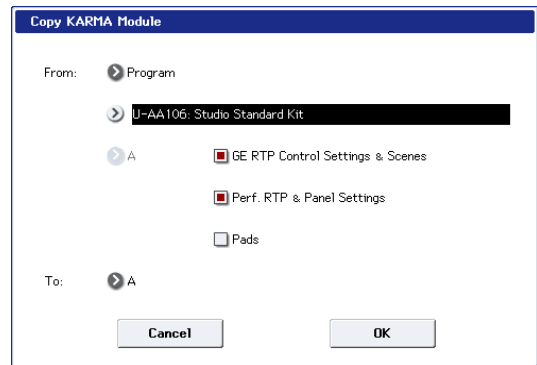 Copy KARMA Module
From: Program
U-AA106: Studio Standard Kit
A GE RTP Control Settings & Scenes
Perf. RTP & Panel Settings
Pads
To: A
Cancel OK